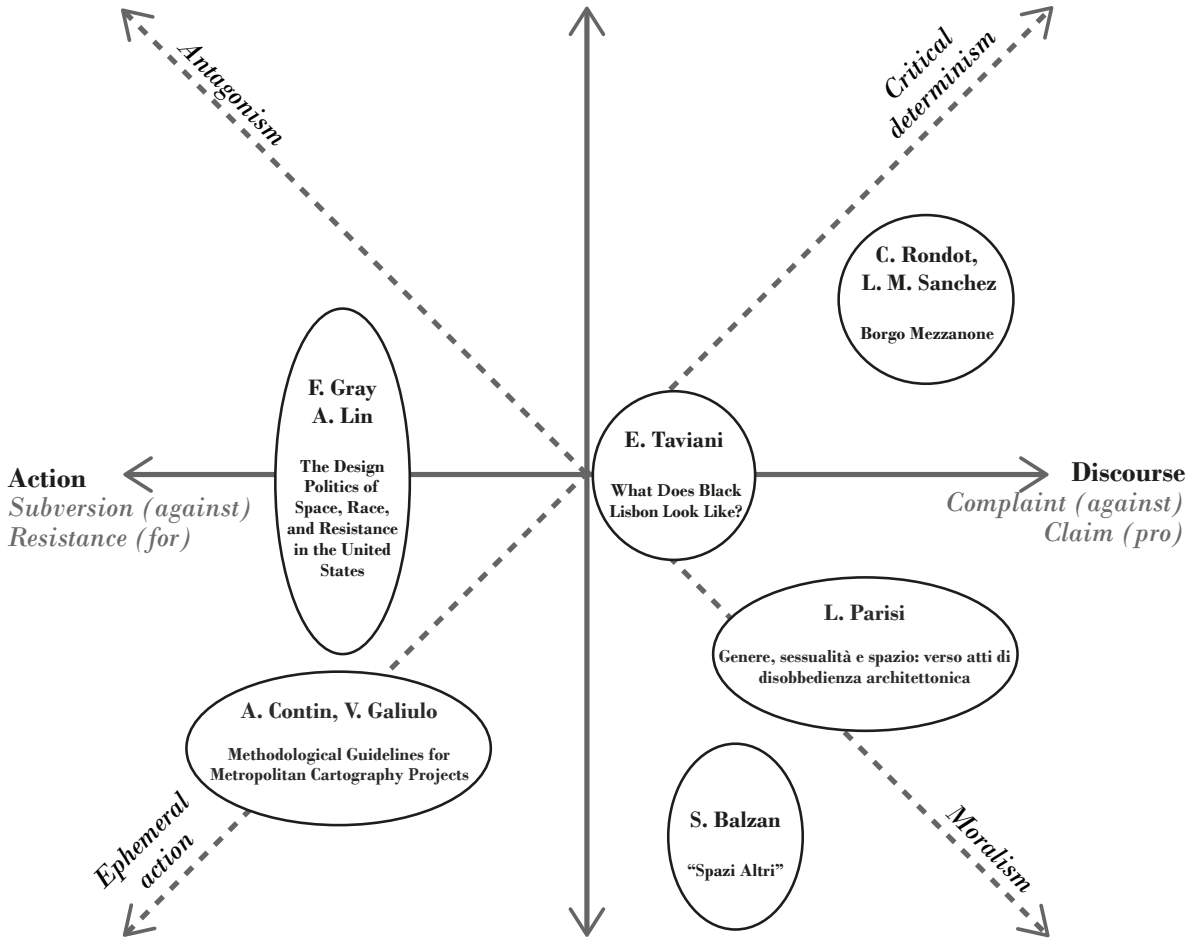 Antagonism
Critical
determinism
C. Rondot,
L. M. Sanchez
Borgo Mezzanone
F. Gray
A. Lin
The Design
Politics of
Space, Race,
and Resistance
in the United
States
E. Taviani
What Does Black
Lisbon Look Like?
Action
Subversion (against)
Resistance (for)
Discourse
Complaint (against)
Claim (pro)
L. Parisi
Genere, sessualità e spazio: verso atti di
disobbedienza architettonica
A. Contin, V. Galiulo
Methodological Guidelines for
Metropolitan Cartography Projects
S. Balzan
“Spazi Altri”
Ephemeral
action
Moralism